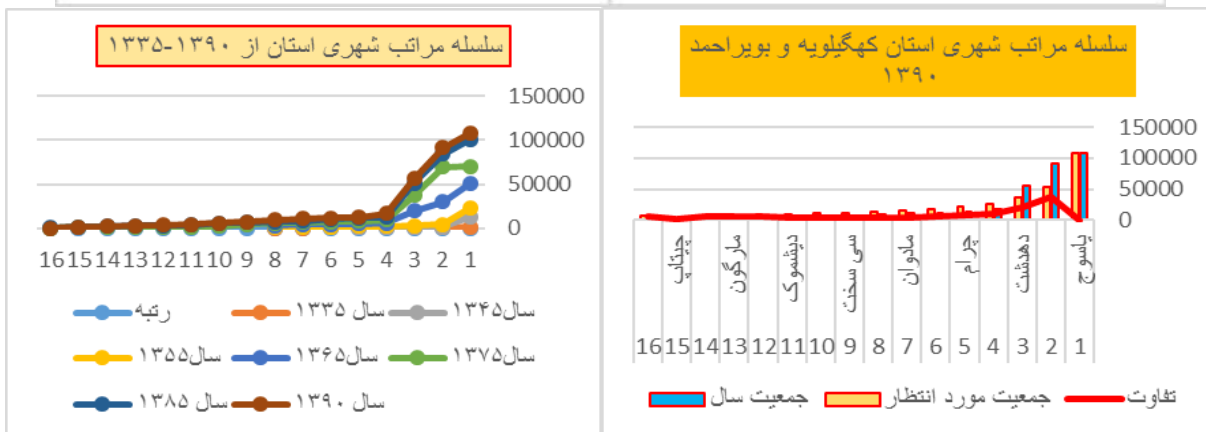 سلسله مراتب شهری استان کهگیلویه و بویراحمد
۱۳۹۰
150000
100000
50000
0
چیتاپ
مارگون
دیشموک
سی سخت
مادوان
چرام
دهدشت
یاسوج
16 15 14 13 12 11 10 9 8 7 6 5 4 3 2 1
جمعیت سال
جمعیت مورد انتظار
تفاوت
سلسله مراتب شهری استان از ۱۳۹۰-۱۳۳۵
150000
100000
50000
0
16 15 14 13 12 11 10 9 8 7 6 5 4 3 2 1
رتبه
سال ۱۳۳۵
سال۱۳۴۵
سال۱۳۵۵
سال۱۳۶۵
سال۱۳۷۵
سال ۱۳۸۵
سال ۱۳۹۰